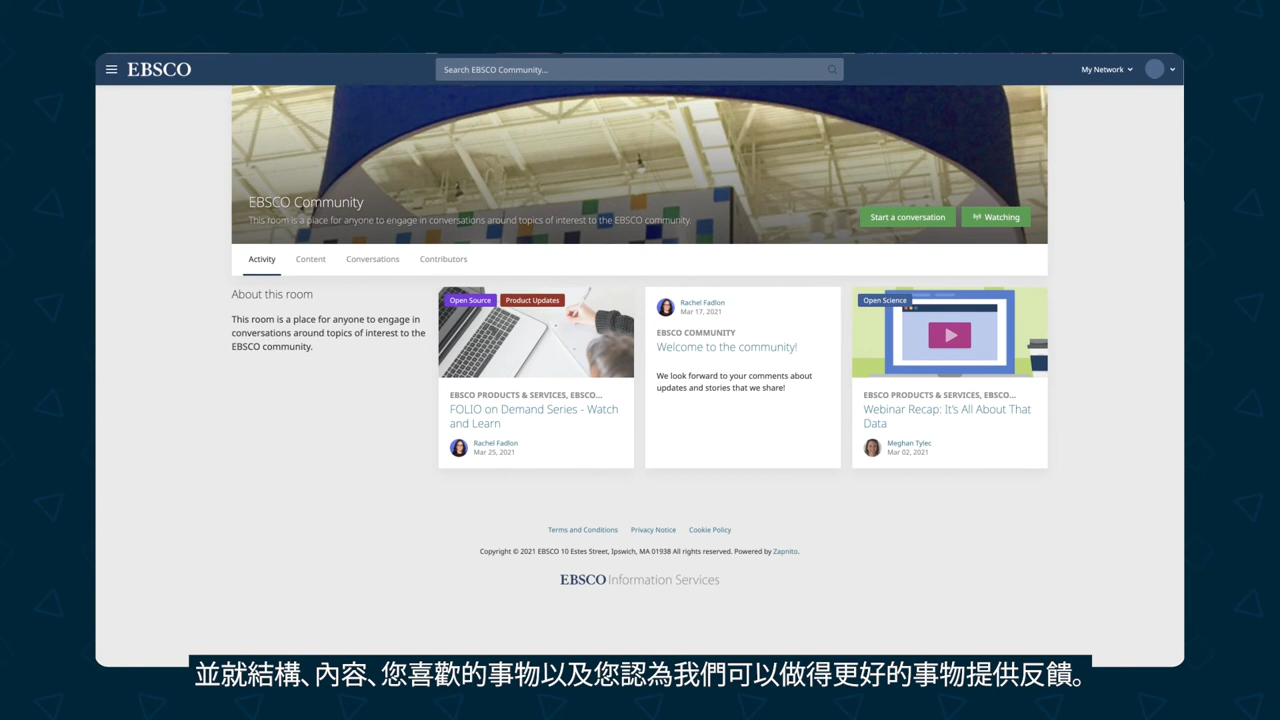 EBSCO
Search EBSCO Community...
My Network
EBSCO Community
This room is a place for anyone to engage in conversations around topics of interest to the EBSCO community.
Start a conversation
Watching
Activity
Content
Conversations
Contributors
About this room
This room is a place for anyone to engage in
conversations around topics of interest to the
EBSCO community.
Open Source
Product Updates
EBSCO PRODUCTS & SERVICES, EBSCO...
FOLIO on Demand Series - Watch
and Learn
Rachel Fadlon
Mar 25, 2021
Rachel Fadlon
Mar 17, 2021
EBSCO COMMUNITY
Welcome to the community!
We look forward to your comments about
updates and stories that we share!
Open Science
EBSCO PRODUCTS & SERVICES, EBSCO...
Webinar Recap: It's All About That
Data
Meghan Tylec
Mar 02, 2021
Terms and Conditions
Privacy Notice
Cookie Policy
Copyright © 2021 EBSCO 10 Estes Street, Ipswich, MA 01938 All rights reserved. Powered by Zapnito.
EBSCO Information Services
並就結構、內容、您喜歡的事物以及您認為我們可以做得更好的事物提供反饋。